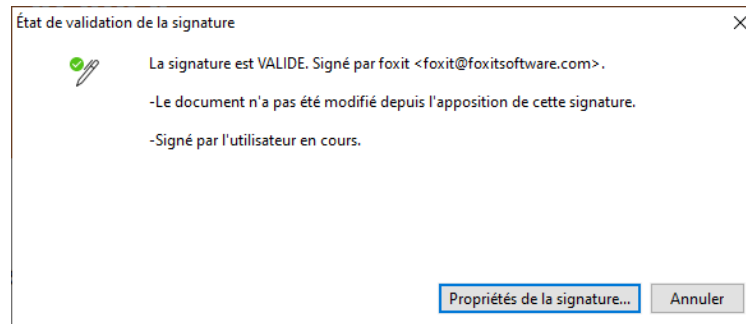 État de validation de la signature
La signature est VALIDE. Signé par foxit <foxit@foxitsoftware.com>.
-Le document n'a pas été modifié depuis l'apposition de cette signature.
-Signé par l'utilisateur en cours.
Propriétés de la signature... Annuler